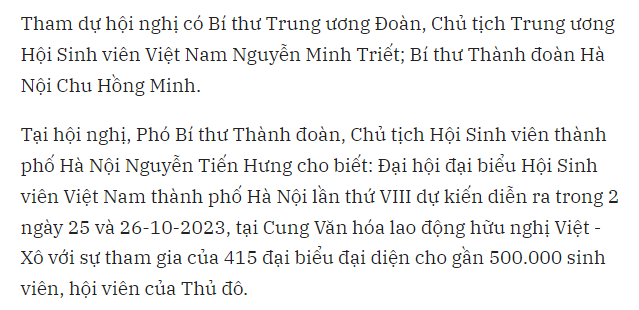 Tham dự hội nghị có Bí thư Trung ương Đoàn, Chủ tịch Trung ương
Hội Sinh viên Việt Nam Nguyễn Minh Triết; Bí thư Thành đoàn Hà
Nội Chu Hồng Minh.
Tại hội nghị, Phó Bí thư Thành đoàn, Chủ tịch Hội Sinh viên thành
phố Hà Nội Nguyễn Tiến Hưng cho biết: Đại hội đại biểu Hội Sinh
viên Việt Nam thành phố Hà Nội lần thứ VIII dự kiến diễn ra trong 2
ngày 25 và 26-10-2023, tại Cung Văn hóa lao động hữu nghị Việt -
Xô với sự tham gia của 415 đại biểu đại diện cho gần 500.000 sinh
viên, hội viên của Thủ đô.